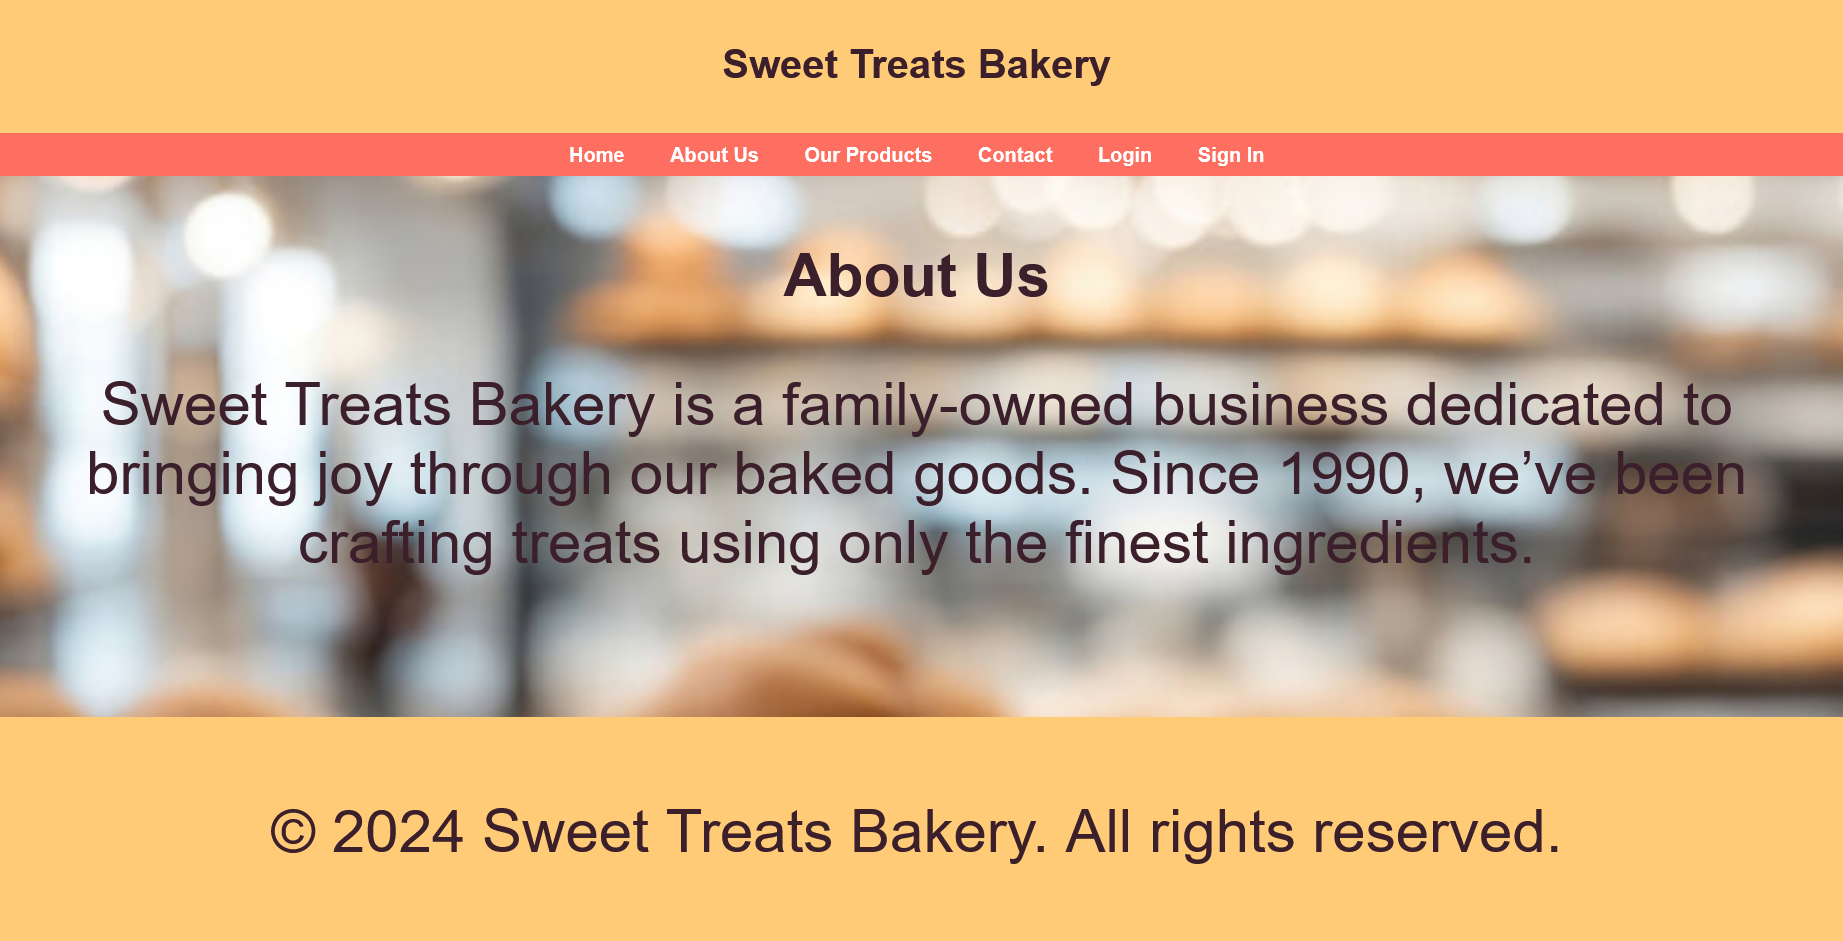 Sweet Treats Bakery
Home About Us Our Products Contact Login Sign In
About Us
Sweet Treats Bakery is a family-owned business dedicated to
bringing joy through our baked goods. Since 1990, we’ve been
crafting treats using only the finest ingredients.
© 2024 Sweet Treats Bakery. All rights reserved.